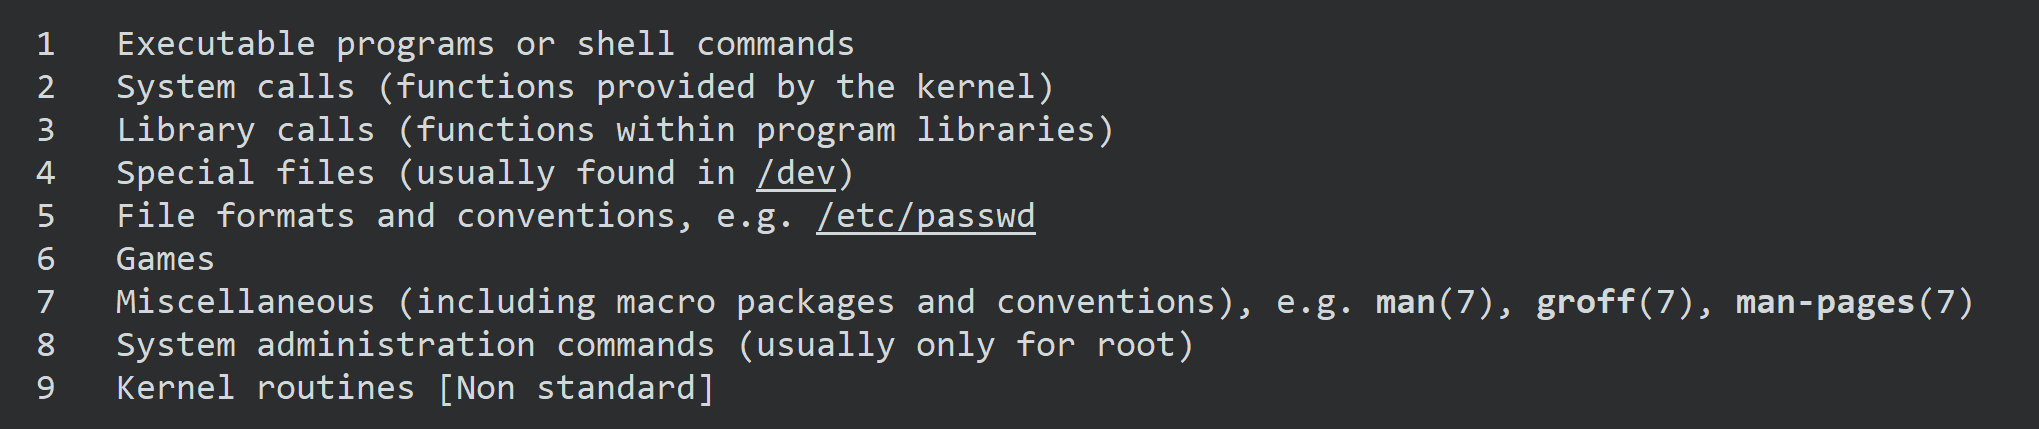 1 Executable programs or shell commands
2 System calls (functions provided by the kernel)
3 Library calls (functions within program libraries)
4 Special files (usually found in /dev)
5 File formats and conventions, e.g. /etc/passwd
6 Games
7 Miscellaneous (including macro packages and conventions), e.g. man(7), groff(7), man-pages(7)
8 System administration commands (usually only for root)
9 Kernel routines [Non standard]